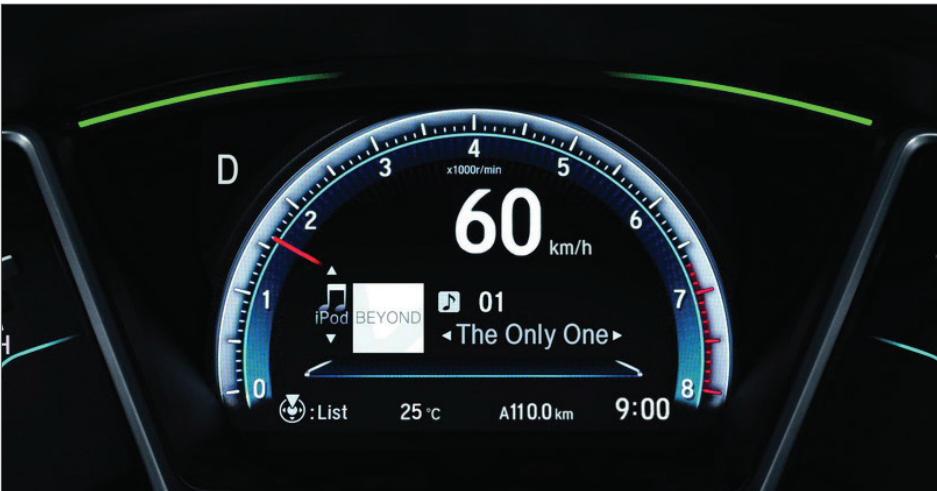 D
0
1
2
3
4
5
6
7
8
x1000r/min
60 km/h
iPod
BEYOND
01
The Only One
:List
25 °C
A110.0 km
9:00
H